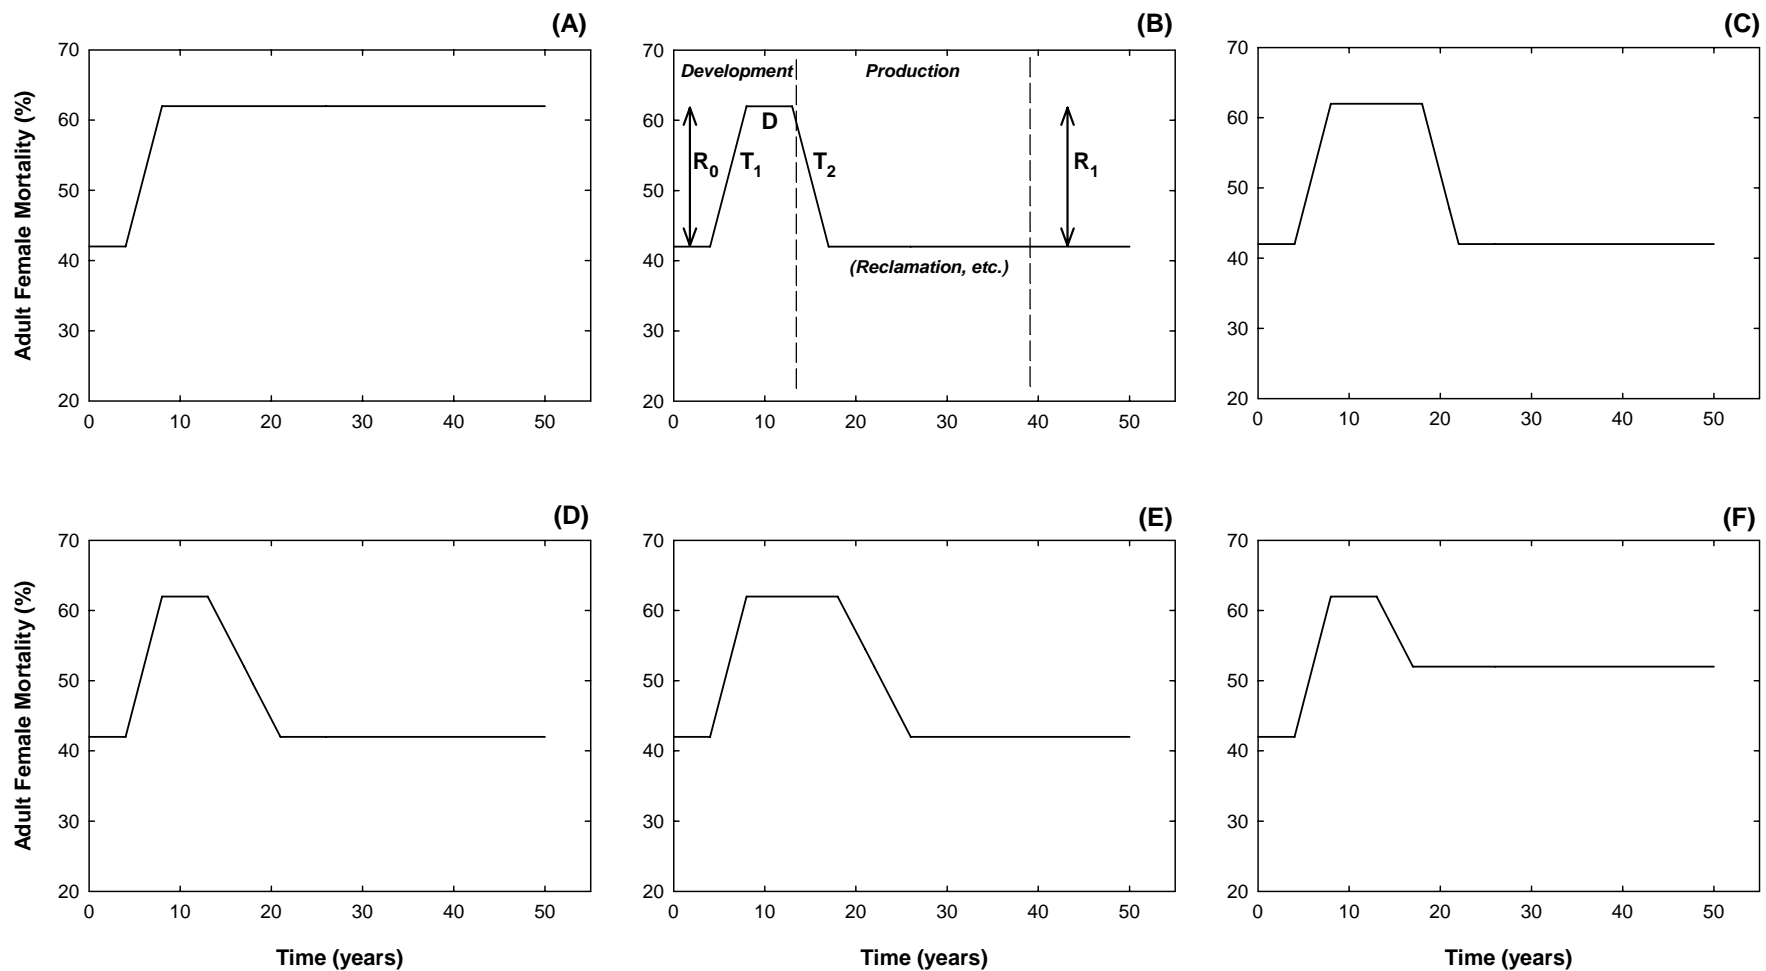 (A)
70
60
50
40
30
20
0 10 20 30 40 50
Adult Female Mortality (%)
(B)
70
60
50
40
30
20
0 10 20 30 40 50
Development
Production
D
R0 T1 T2 R1
(Reclamation, etc.)
(C)
70
60
50
40
30
20
0 10 20 30 40 50
(D)
70
60
50
40
30
20
0 10 20 30 40 50
Adult Female Mortality (%)
Time (years)
(E)
70
60
50
40
30
20
0 10 20 30 40 50
Time (years)
(F)
70
60
50
40
30
20
0 10 20 30 40 50
Time (years)